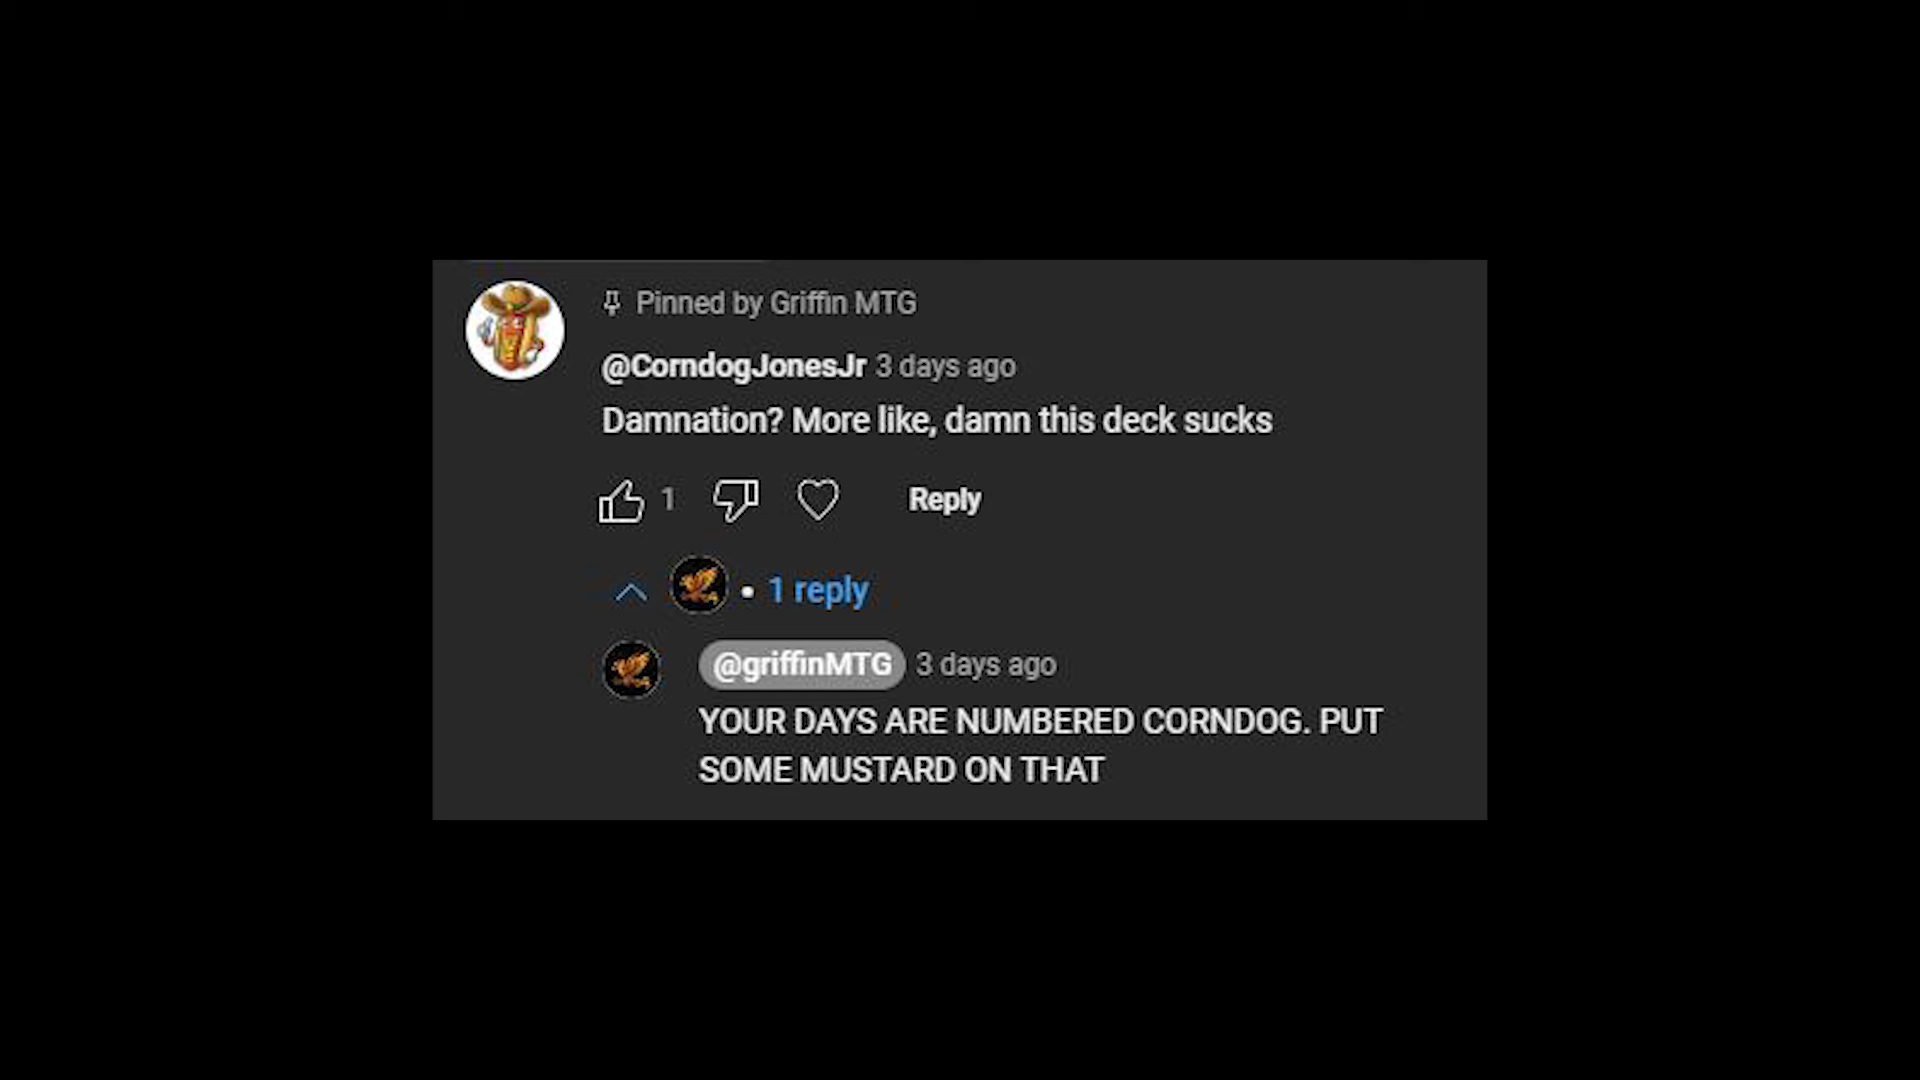 Pinned by Griffin MTG
@CorndogJonesJr 3 days ago
Damnation? More like, damn this deck sucks
1 Reply
• 1 reply
@griffinMTG 3 days ago
YOUR DAYS ARE NUMBERED CORNDOG. PUT
SOME MUSTARD ON THAT